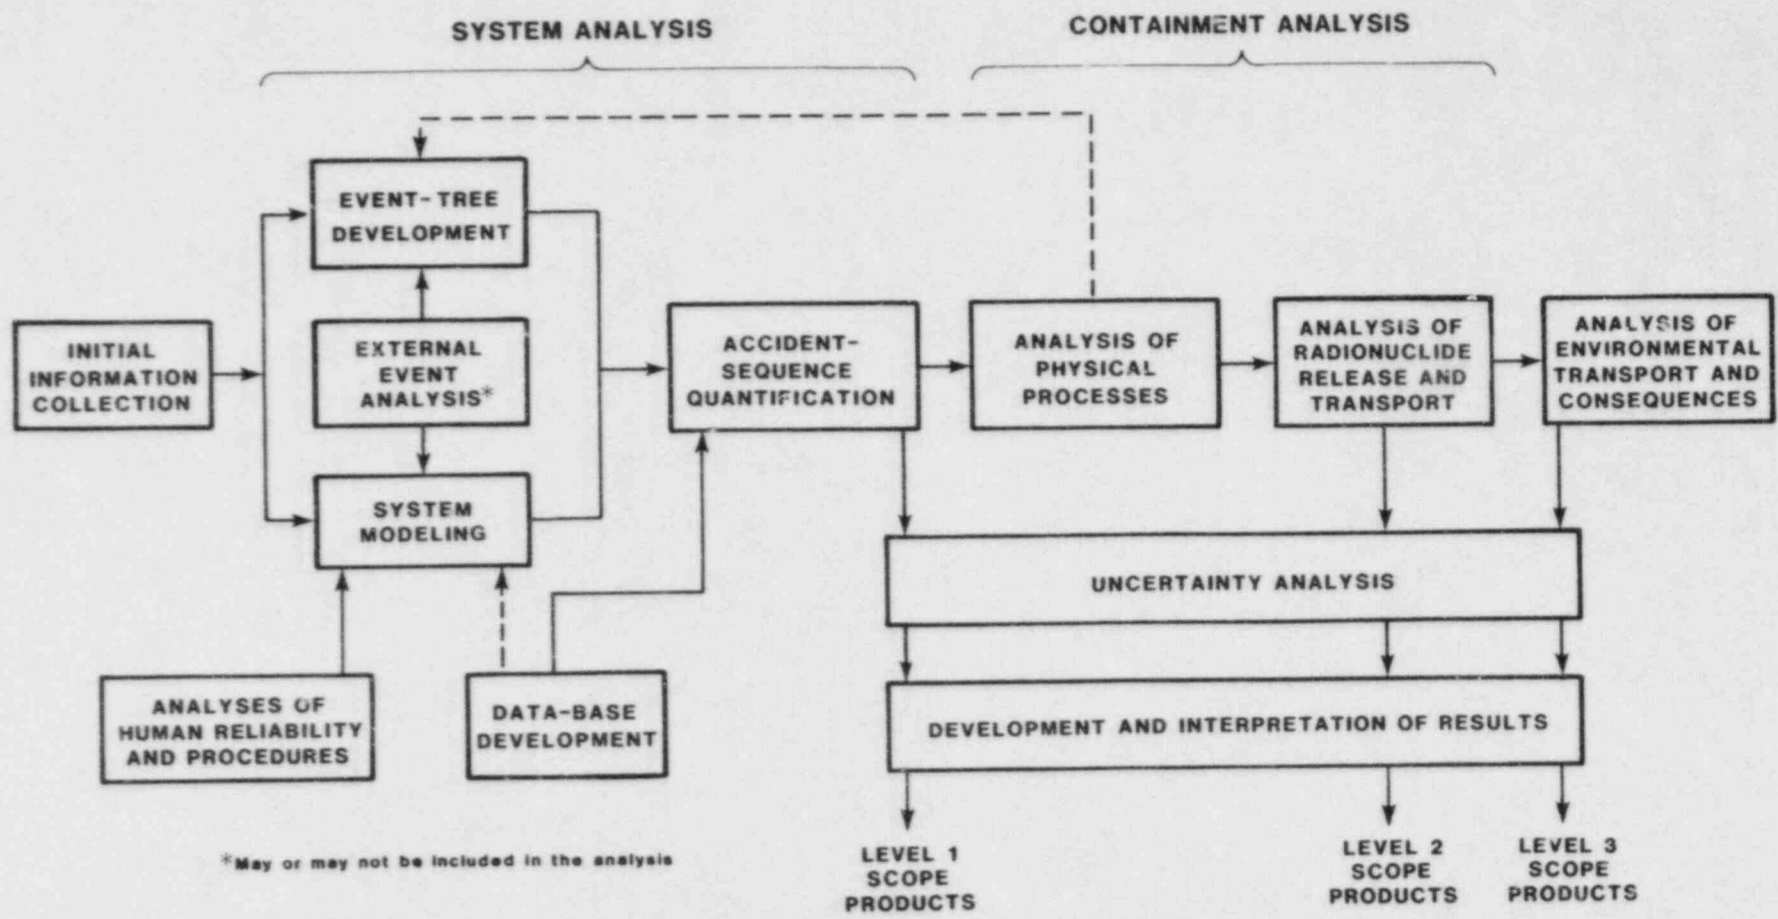 SYSTEM ANALYSIS
CONTAINMENT ANALYSIS
EVENT-TREE
DEVELOPMENT
INITIAL
INFORMATION
COLLECTION
EXTERNAL
EVENT
ANALYSIS*
ACCIDENT-
SEQUENCE
QUANTIFICATION
ANALYSIS OF
PHYSICAL
PROCESSES
ANALYSIS OF
RADIONUCLIDE
RELEASE AND
TRANSPORT
ANALYSIS OF
ENVIRONMENTAL
TRANSPORT AND
CONSEQUENCES
SYSTEM
MODELING
UNCERTAINTY ANALYSIS
ANALYSES OF
HUMAN RELIABILITY
AND PROCEDURES
DATA-BASE
DEVELOPMENT
DEVELOPMENT AND INTERPRETATION OF RESULTS
*May or may not be included in the analysis
LEVEL 1
SCOPE
PRODUCTS
LEVEL 2
SCOPE
PRODUCTS
LEVEL 3
SCOPE
PRODUCTS